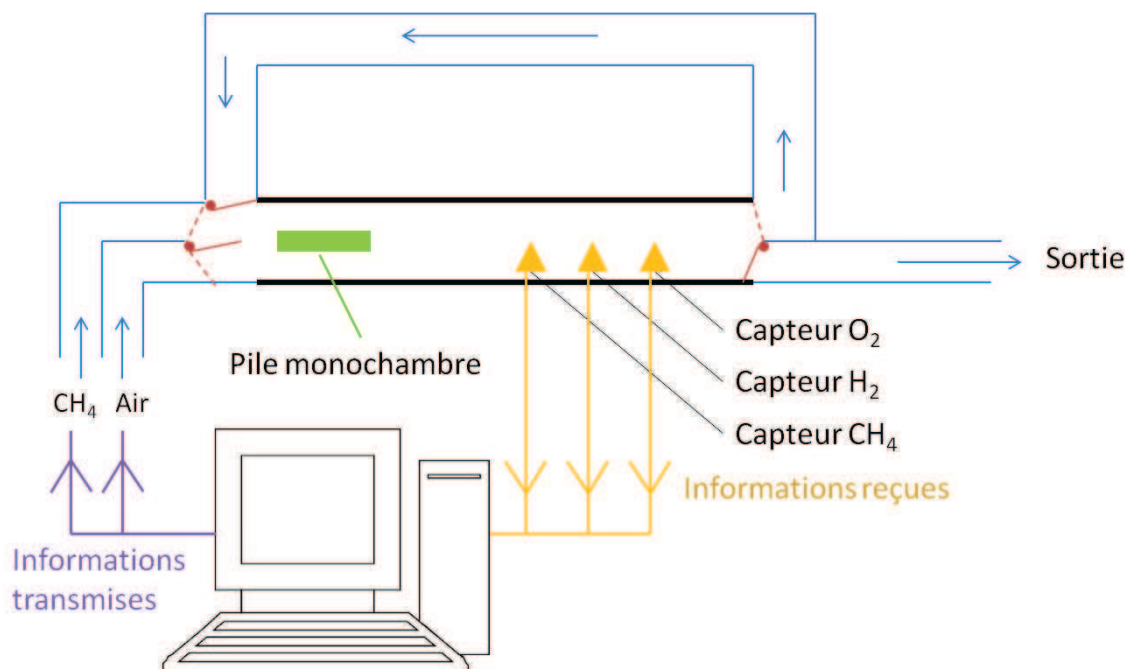 Sortie
Capteur O₂
Pile monochambre
Capteur H₂
CH₄ Air
Capteur CH₄
Informations reçues
Informations
transmises